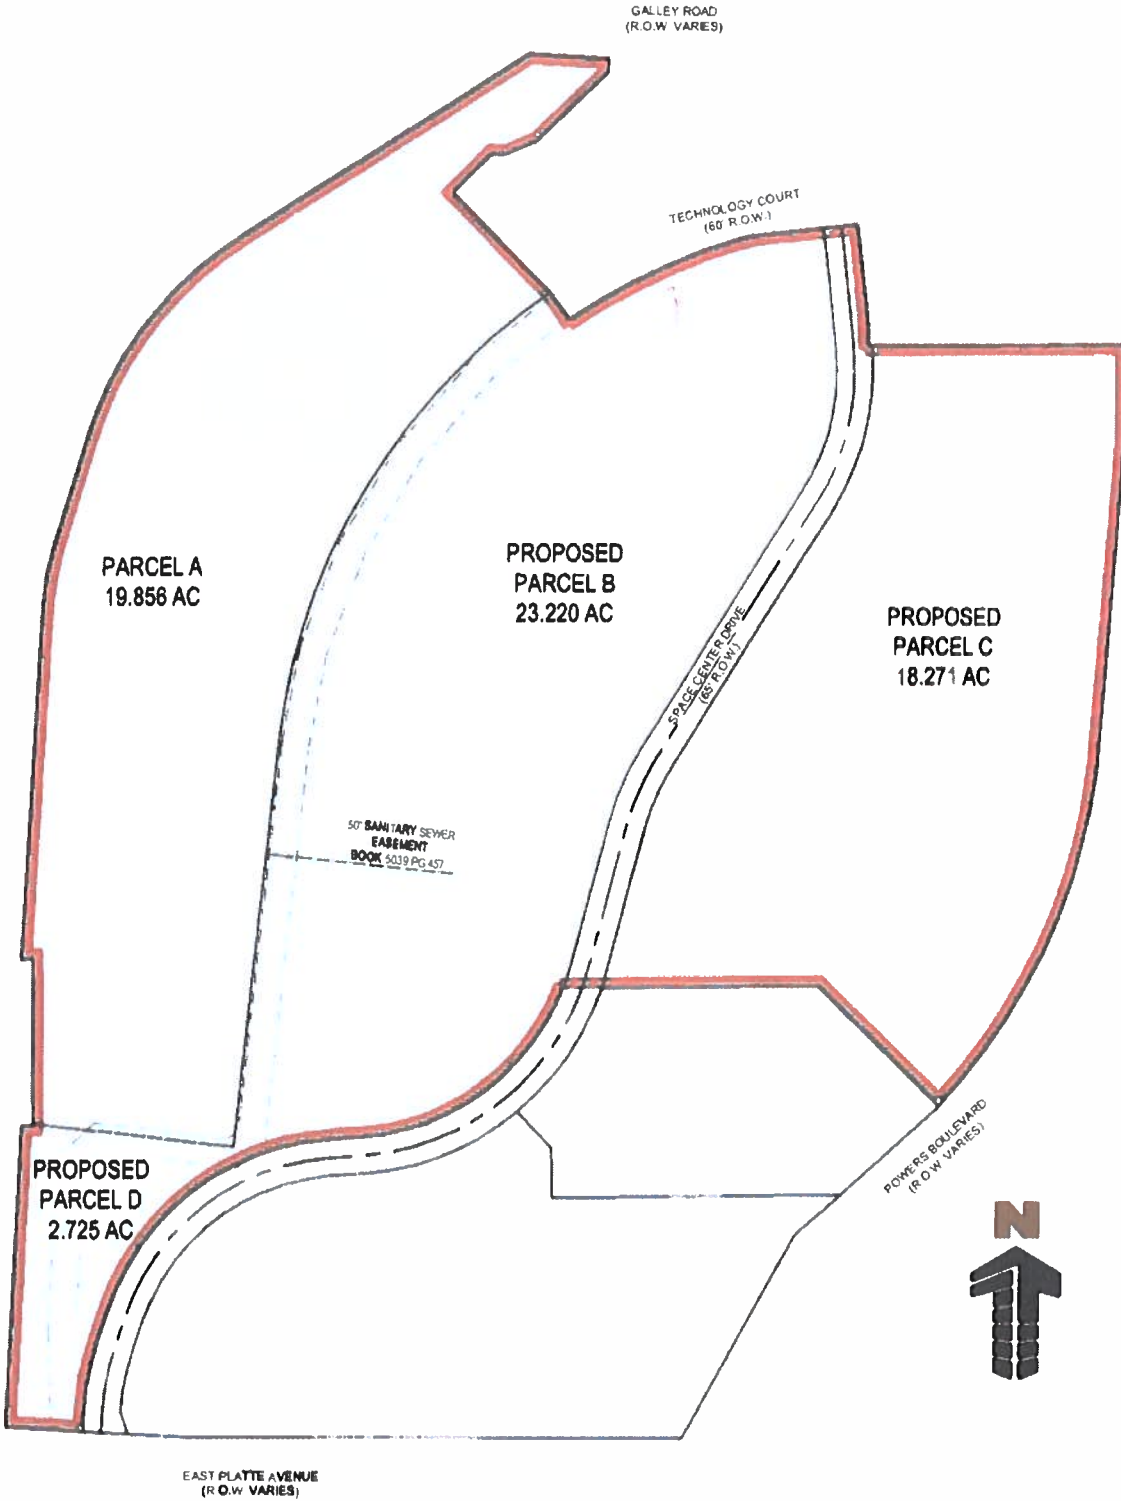 GALLEY ROAD
(R.O.W VARIES)
TECHNOLOGY COURT
(60' R.O.W.)
PARCEL A
19.856 AC
PROPOSED
PARCEL B
23.220 AC
PROPOSED
PARCEL C
18.271 AC
SPACE CENTER DRIVE
(65' R.O.W.)
50' SANITARY SEWER
EASEMENT
BOOK 5039 PG 457
PROPOSED
PARCEL D
2.725 AC
POWERS BOULEVARD
(R.O.W VARIES)
N
EAST PLATTE AVENUE
(R.O.W VARIES)